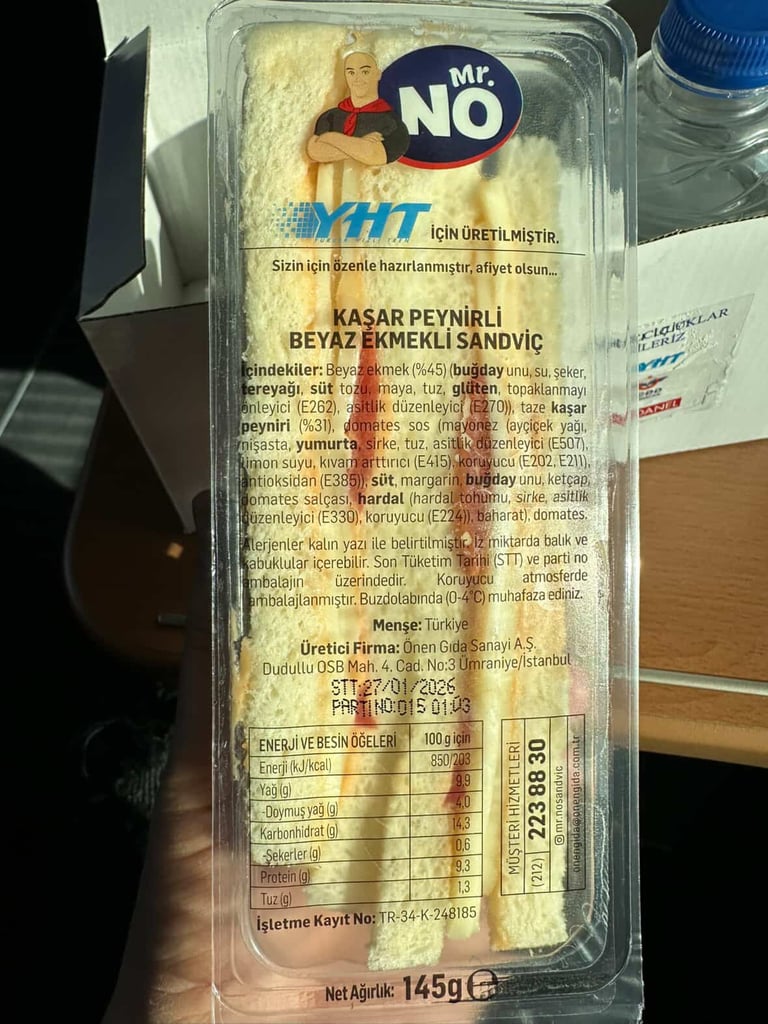 Mr.
NO
YHT İÇİN ÜRETİLMİŞTİR.
Sizin için özenle hazırlanmıştır, afiyet olsun...
KAŞAR PEYNİRLİ
BEYAZ EKMEKLİ SANDVİÇ
İçindekiler: Beyaz ekmek (%45) (buğday unu, su, şeker,
tereyağı, süt tozu, maya, tuz, glüten, topaklanmayı
önleyici (E262), asitlik düzenleyici (E270)), taze kaşar
peyniri (%31), domates sos (mayonez (ayçiçek yağı,
nişasta, yumurta, sirke, tuz, asitlik düzenleyici (E507),
limon suyu, kıvam arttırıcı (E415), koruyucu (E202, E211),
antioksidan (E385)), süt, margarin, buğday unu, ketçap,
domates salçası, hardal (hardal tohumu, sirke, asitlik
düzenleyici (E330), koruyucu (E224)), baharat), domates.
Alerjenler kalın yazı ile belirtilmiştir. İz miktarda balık ve
kabuklular içerebilir. Son Tüketim Tarihi (STT) ve parti no
ambalajın üzerindedir. Koruyucu atmosferde
ambalajlanmıştır. Buzdolabında (0-4°C) muhafaza ediniz.
Menşe: Türkiye
Üretici Firma: Önen Gıda Sanayi A.Ş.
Dudullu OSB Mah. 4. Cad. No:3 Ümraniye/İstanbul
STT:27/01/2026
PARTİ NO:015 01:03
ENERJİ VE BESİN ÖĞELERİ 100 g için
Enerji (kJ/kcal) 850/203
Yağ (g) 9,9
-Doymuş yağ (g) 4,0
Karbonhidrat (g) 14,3
-Şekerler (g) 0,6
Protein (g) 9,3
Tuz (g) 1,3
MÜŞTERİ HİZMETLERİ
(212) 223 88 30
mr.nosandvic
onengida@onengida.com.tr
İşletme Kayıt No: TR-34-K-248185
Net Ağırlık: 145g e
YHT